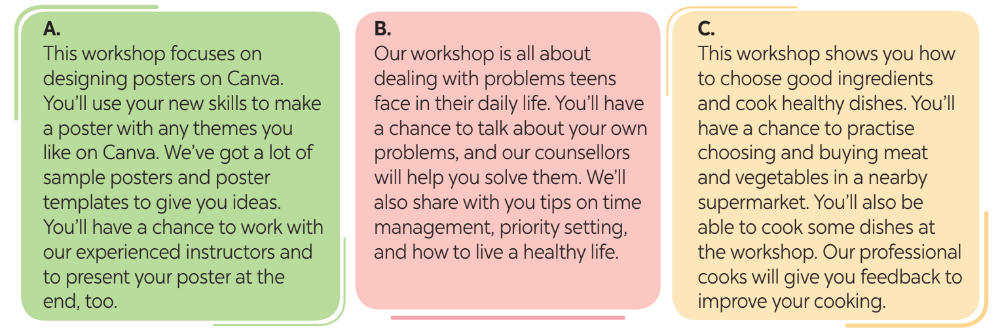 A.
This workshop focuses on
designing posters on Canva.
You'll use your new skills to make
a poster with any themes you
like on Canva. We've got a lot of
sample posters and poster
templates to give you ideas.
You'll have a chance to work with
our experienced instructors and
to present your poster at the
end, too.
B.
Our workshop is all about
dealing with problems teens
face in their daily life. You'll have
a chance to talk about your own
problems, and our counsellors
will help you solve them. We'll
also share with you tips on time
management, priority setting,
and how to live a healthy life.
C.
This workshop shows you how
to choose good ingredients
and cook healthy dishes. You'll
have a chance to practise
choosing and buying meat
and vegetables in a nearby
supermarket. You'll also be
able to cook some dishes at
the workshop. Our professional
cooks will give you feedback to
improve your cooking.